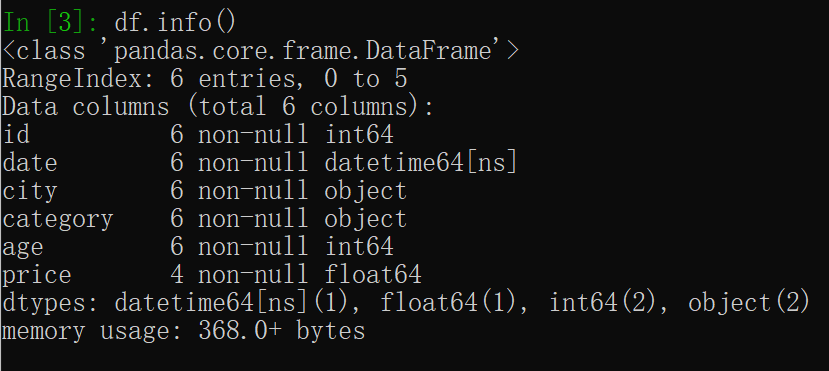 In [3]: df.info()
<class 'pandas.core.frame.DataFrame'>
RangeIndex: 6 entries, 0 to 5
Data columns (total 6 columns):
id          6 non-null int64
date        6 non-null datetime64[ns]
city        6 non-null object
category    6 non-null object
age         6 non-null int64
price       4 non-null float64
dtypes: datetime64[ns](1), float64(1), int64(2), object(2)
memory usage: 368.0+ bytes